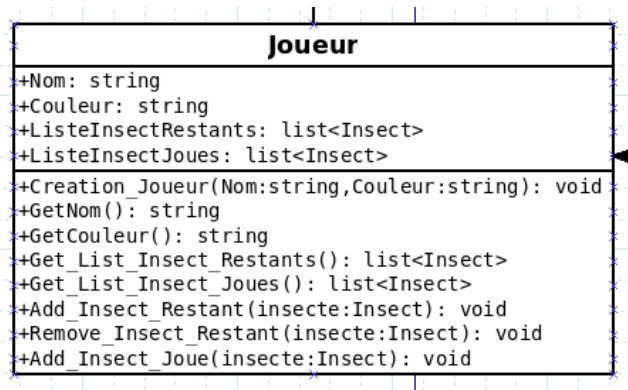 Joueur
+Nom: string
+Couleur: string
+ListeInsectRestants: list<Insect>
+ListeInsectJoues: list<Insect>
+Creation_Joueur(Nom:string,Couleur:string): void
+GetNom(): string
+GetCouleur(): string
+Get_List_Insect_Restants(): list<Insect>
+Get_List_Insect_Joues(): list<Insect>
+Add_Insect_Restant(insecte:Insect): void
+Remove_Insect_Restant(insecte:Insect): void
+Add_Insect_Joue(insecte:Insect): void